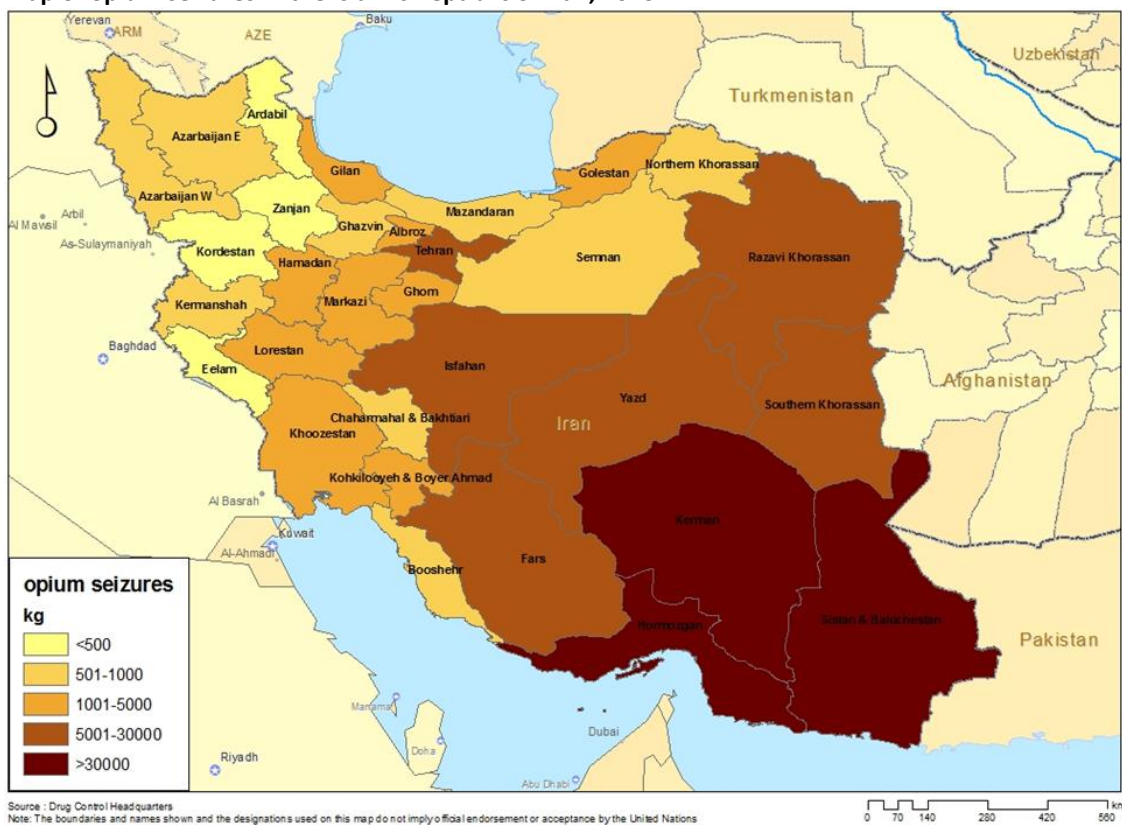 Yerevan
ARM
AZE
Baku
Uzbekistan
Turkmenistan
Ardabil
Azarbaijan E
Gilan
Golestan
Northern Khorassan
Azarbaijan W
Zanjan
Mazandaran
Al Mawsil
Arbil
Ghazvin
Albroz
As-Sulaymaniyah
Kordestan
Tehran
Hamadan
Semnan
Razavi Khorassan
Kermanshah
Markazi
Ghom
Baghdad
Lorestan
Eelam
Isfahan
Afghanistan
Yazd
Southern Khorassan
Chaharmahal & Bakhtiari
Iran
Khoozestan
Kohkilooyeh & Boyer Ahmad
Al Basrah
Kerman
Kuwait
Al-Ahmadi
Fars
Booshehr
Hormozgan
Sistan & Baluchestan
Pakistan
opium seizures
kg
<500
501-1000
1001-5000
5001-30000
>30000
Manama
Doha
Dubai
Riyadh
Abu Dhabi
Source : Drug Control Headquarters
Note: The boundaries and names shown and the designations used on this map do not imply official endorsement or acceptance by the United Nations
km
0 70 140 280 420 560